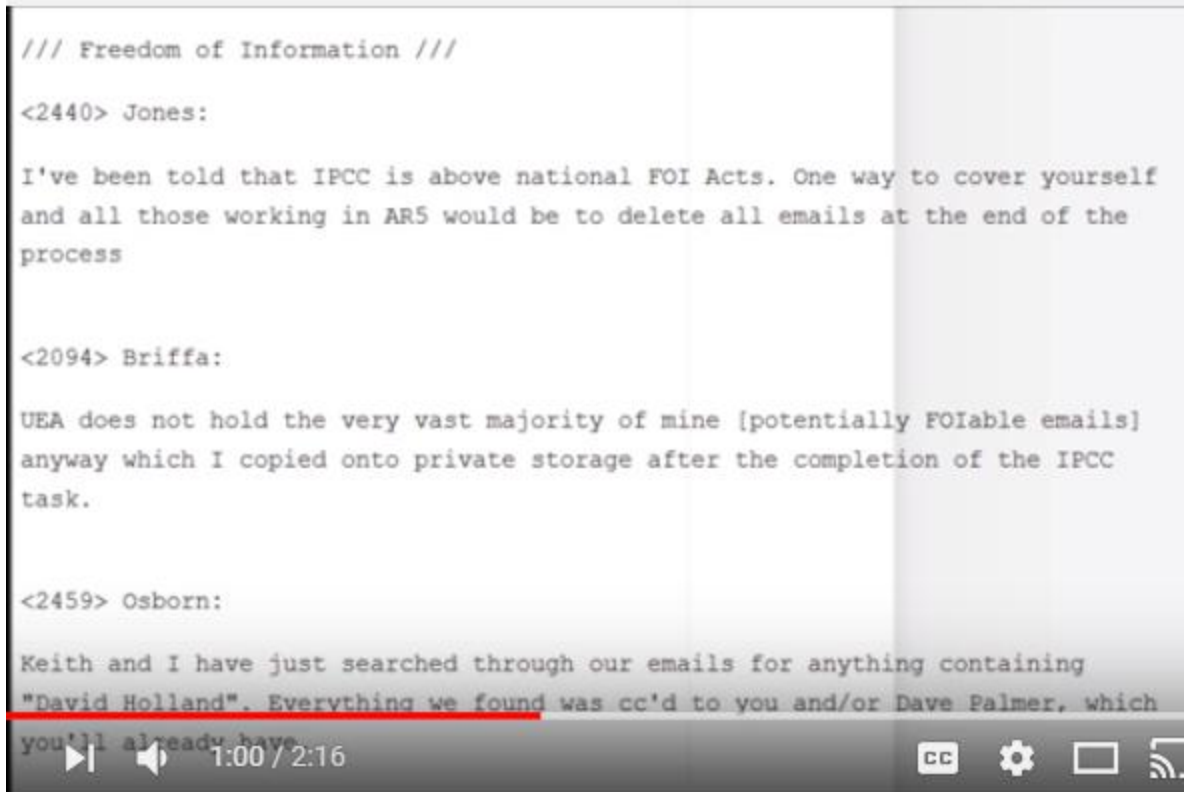 /// Freedom of Information ///
<2440> Jones:
I've been told that IPCC is above national FOI Acts. One way to cover yourself
and all those working in AR5 would be to delete all emails at the end of the
process
<2094> Briffa:
UEA does not hold the very vast majority of mine [potentially FOIable emails]
anyway which I copied onto private storage after the completion of the IPCC
task.
<2459> Osborn:
Keith and I have just searched through our emails for anything containing
"David Holland". Everything we found was cc'd to you and/or Dave Palmer, which
you'll already have
1:00 / 2:16
CC